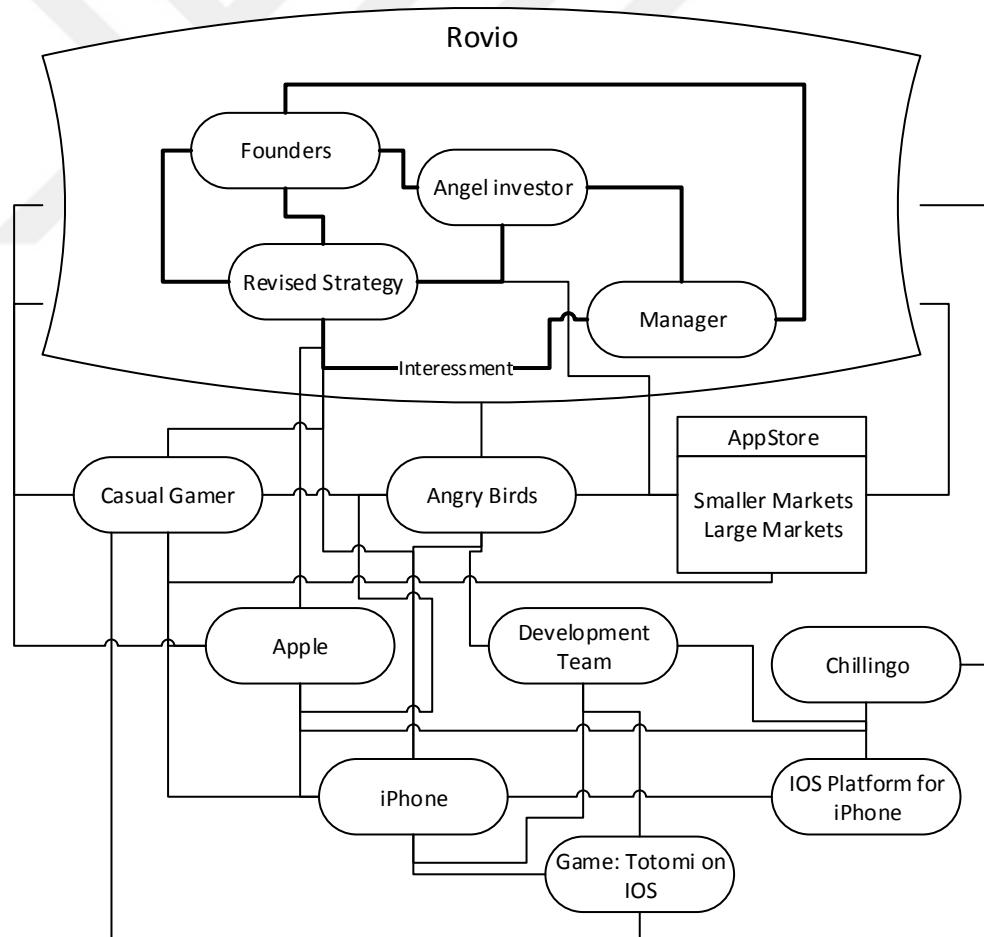 Rovio
Founders
Angel investor
Revised Strategy
Manager
Interessment
AppStore
Casual Gamer
Angry Birds
Smaller Markets
Large Markets
Apple
Development
Team
Chillingo
iPhone
IOS Platform for
iPhone
Game: Totomi on
IOS